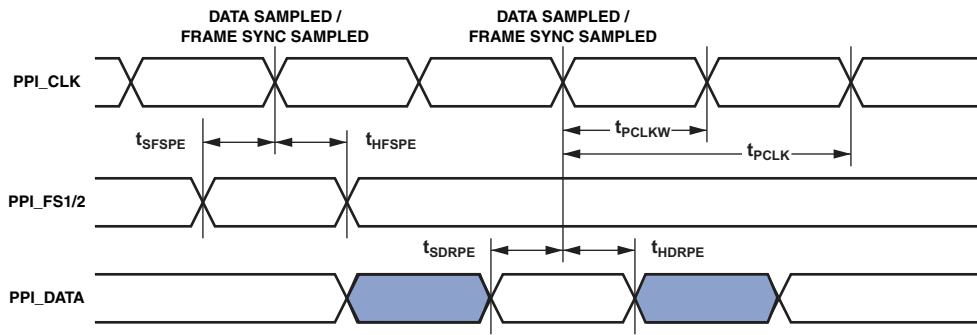 DATA SAMPLED /
FRAME SYNC SAMPLED
DATA SAMPLED /
FRAME SYNC SAMPLED
PPI_CLK
tPCLKW
tSFSPE
tHFSPE
tPCLK
PPI_FS1/2
tSDRPE
tHDRPE
PPI_DATA